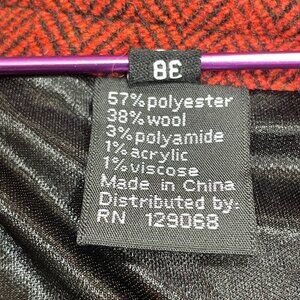 38
57%polyester
38%wool
3%polyamide
1%acrylic
1%viscose
Made in China
Distributed by:
RN 129068